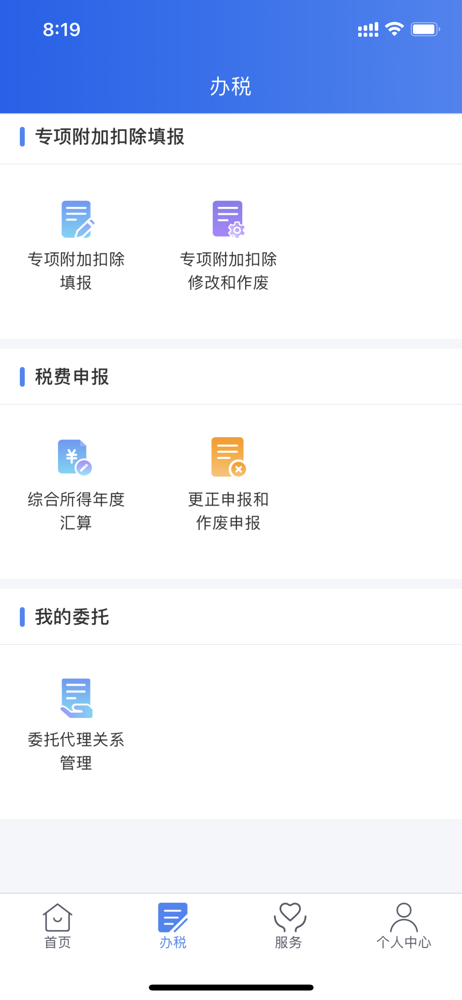 8:19
办税
专项附加扣除填报
专项附加扣除
填报
专项附加扣除
修改和作废
税费申报
综合所得年度
汇算
更正申报和
作废申报
我的委托
委托代理关系
管理
首页
办税
服务
个人中心